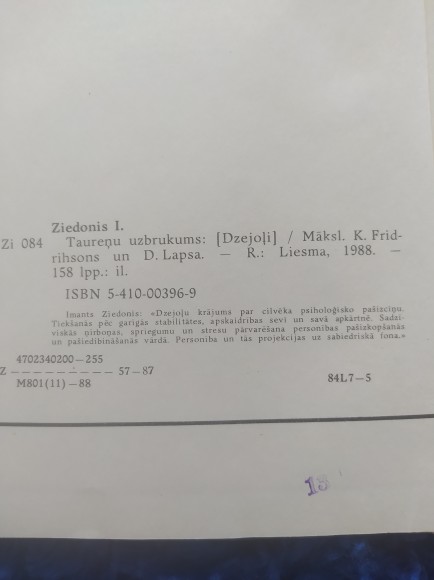 Ziedonis I.
Zi 084 Taureņu uzbrukums: [Dzejoļi] / Māksl. K. Frid-
rihsons un D. Lapsa. — R.: Liesma, 1988. —
158 lpp.: il.
ISBN 5-410-00396-9
Imants Ziedonis: «Dzejoļu krājums par cilvēka psiholoģisko pašizziņu.
Tiekšanās pēc garīgās stabilitātes, apskaidrības sevī un savā apkārtnē. Sadzī-
viskās ņirboņas, spriegumu un stresu pārvarēšana personības pašizkopšanās
un pašiedibināšanās vārdā. Personība un tās projekcijas uz sabiedriskā fona.»
4702340200—255
Z — — — — — — — — 57—87
M801(11)—88
84L7—5
19